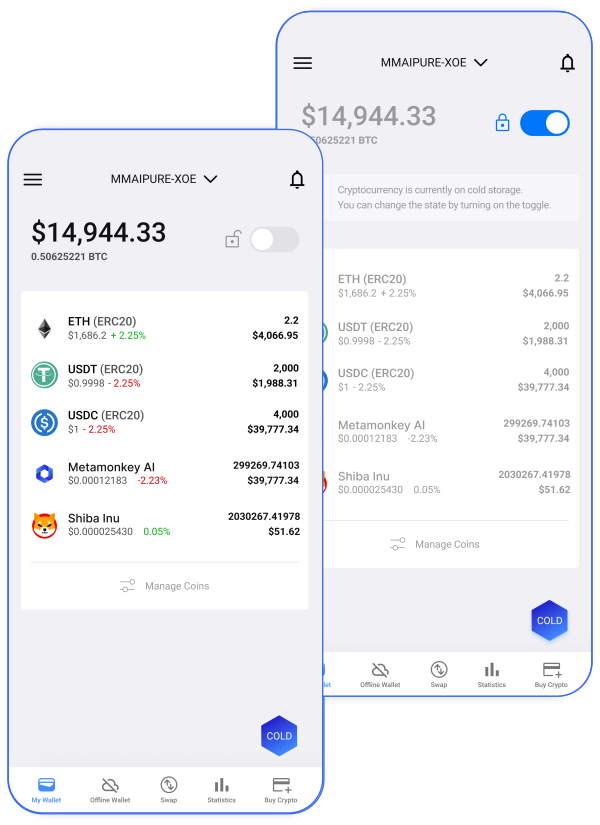 MMAIPURE-XOE
$14,944.33
0.50625221 BTC
ETH (ERC20)
2.2
$1,686.2 + 2.25%
$4,066.95
USDT (ERC20)
2,000
$0.9998 - 2.25%
$1,988.31
USDC (ERC20)
4,000
$1 - 2.25%
$39,777.34
Metamonkey AI
299269.74103
$0.00012183 -2.23%
$39,777.34
Shiba Inu
2030267.41978
$0.000025430 0.05%
$51.62
Manage Coins
COLD
My Wallet
Offline Wallet
Swap
Statistics
Buy Crypto
MMAIPURE-XOE
$14,944.33
50625221 BTC
Cryptocurrency is currently on cold storage.
You can change the state by turning on the toggle.
ETH (ERC20)
2.2
$1,686.2 + 2.25%
$4,066.95
USDT (ERC20)
2,000
$0.9998 - 2.25%
$1,988.31
USDC (ERC20)
4,000
$1 - 2.25%
$39,777.34
Metamonkey AI
299269.74103
$0.00012183 -2.23%
$39,777.34
Shiba Inu
2030267.41978
$0.000025430 0.05%
$51.62
Manage Coins
COLD
let
Offline Wallet
Swap
Statistics
Buy Crypto